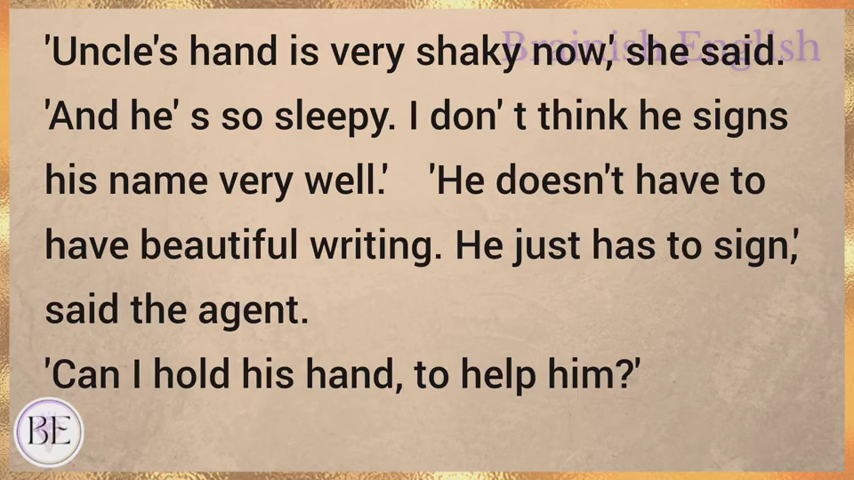 Brainish English
'Uncle's hand is very shaky now,' she said.
'And he' s so sleepy. I don' t think he signs
his name very well.' 'He doesn't have to
have beautiful writing. He just has to sign,'
said the agent.
'Can I hold his hand, to help him?'
BE